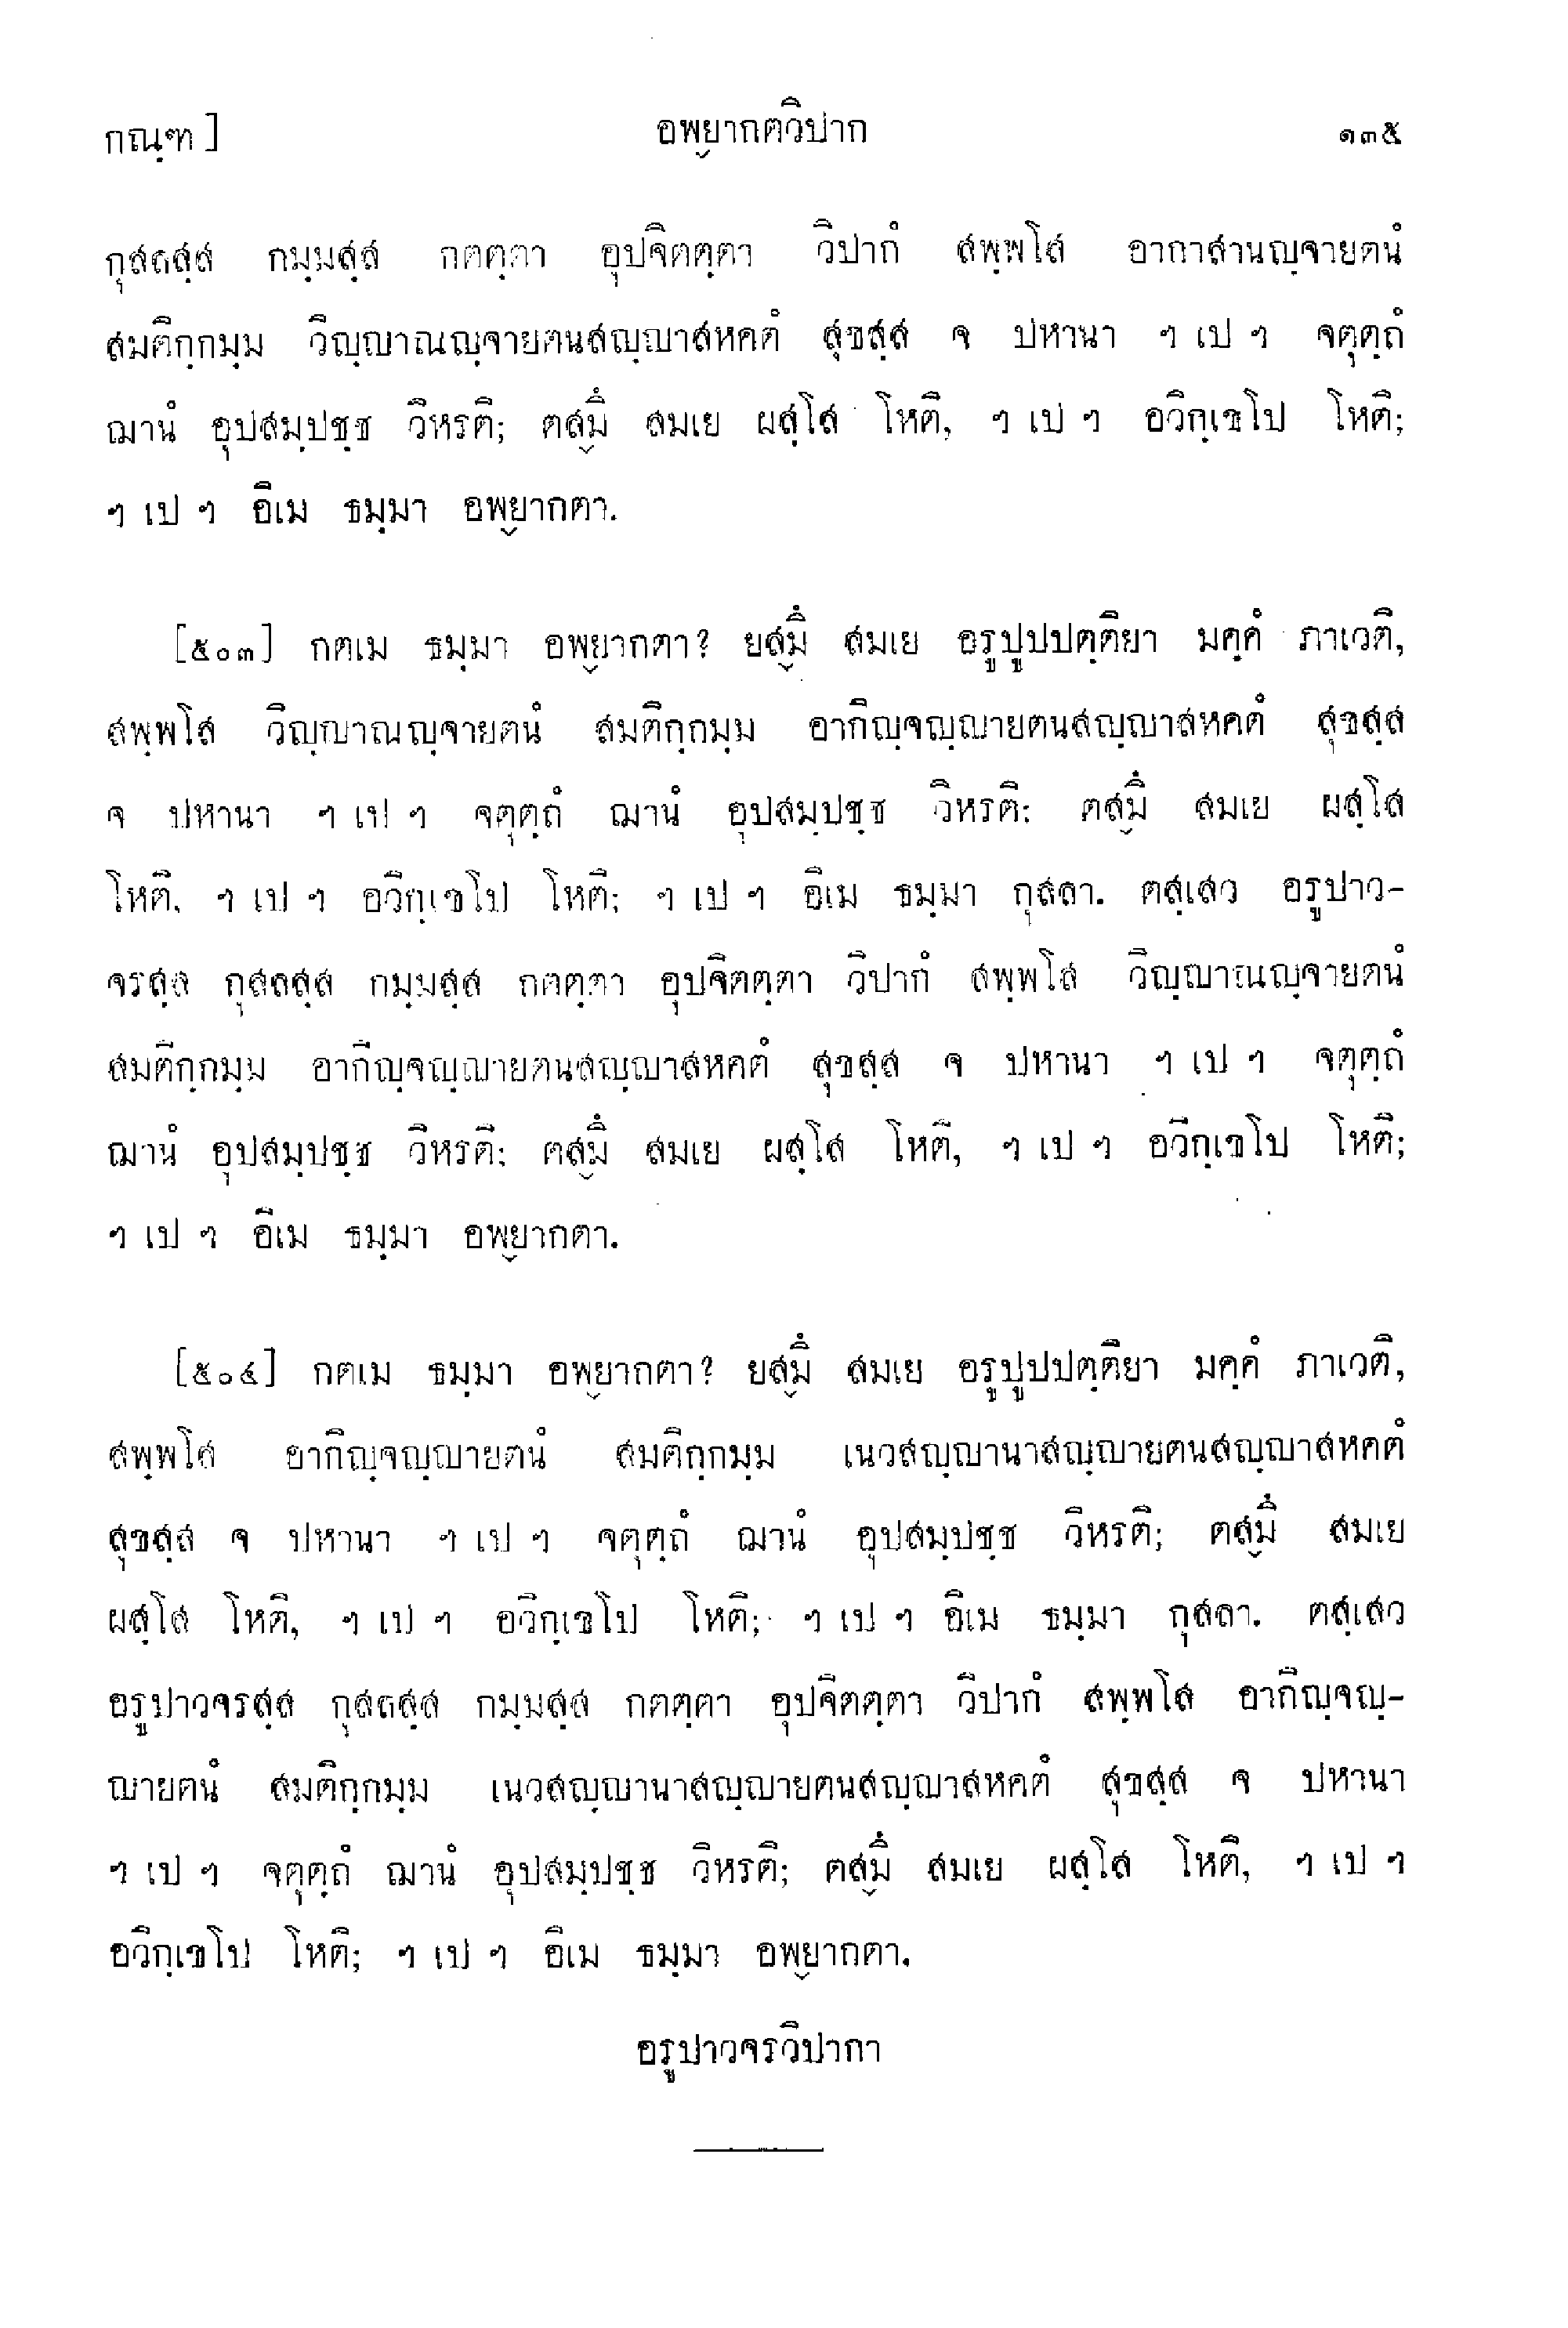 กณฺฑ ]
อพฺยากตวิปาก
๑๓๕
กุสลสฺส กมฺมสฺส กตตฺตา อุปจิตตฺตา วิปากํ สพฺพโส อากาสานญฺจายตนํ
สมติกฺกมฺม วิญฺญาณญฺจายตนสญฺญาสหคตํ สุขสฺส จ ปหานา ฯ เป ฯ จตุตฺถํ
ฌานํ อุปสมฺปชฺช วิหรติ; ตสฺมึ สมเย ผสฺโส โหติ, ฯ เป ฯ อวิกฺเขโป โหติ;
ฯ เป ฯ อิเม ธมฺมา อพฺยากตา.
[๕๐๓] กตเม ธมฺมา อพฺยากตา? ยสฺมึ สมเย อรูปูปปตฺติยา มคฺคํ ภาเวติ,
สพฺพโส วิญฺญาณญฺจายตนํ สมติกฺกมฺม อากิญฺจญฺญายตนสญฺญาสหคตํ สุขสฺส
จ ปหานา ฯ เป ฯ จตุตฺถํ ฌานํ อุปสมฺปชฺช วิหรติ; ตสฺมึ สมเย ผสฺโส
โหติ, ฯ เป ฯ อวิกฺเขโป โหติ; ฯ เป ฯ อิเม ธมฺมา กุสลา. ตสฺเสว อรูปาว-
จรสฺส กุสลสฺส กมฺมสฺส กตตฺตา อุปจิตตฺตา วิปากํ สพฺพโส วิญฺญาณญฺจายตนํ
สมติกฺกมฺม อากิญฺจญฺญายตนสญฺญาสหคตํ สุขสฺส จ ปหานา ฯ เป ฯ จตุตฺถํ
ฌานํ อุปสมฺปชฺช วิหรติ; ตสฺมึ สมเย ผสฺโส โหติ, ฯ เป ฯ อวิกฺเขโป โหติ;
ฯ เป ฯ อิเม ธมฺมา อพฺยากตา.
[๕๐๔] กตเม ธมฺมา อพฺยากตา? ยสฺมึ สมเย อรูปูปปตฺติยา มคฺคํ ภาเวติ,
สพฺพโส อากิญฺจญฺญายตนํ สมติกฺกมฺม เนวสญฺญานาสญฺญายตนสญฺญาสหคตํ
สุขสฺส จ ปหานา ฯ เป ฯ จตุตฺถํ ฌานํ อุปสมฺปชฺช วิหรติ; ตสฺมึ สมเย
ผสฺโส โหติ, ฯ เป ฯ อวิกฺเขโป โหติ; ฯ เป ฯ อิเม ธมฺมา กุสลา. ตสฺเสว
อรูปาวจรสฺส กุสลสฺส กมฺมสฺส กตตฺตา อุปจิตตฺตา วิปากํ สพฺพโส อากิญฺจญฺ-
ญายตนํ สมติกฺกมฺม เนวสญฺญานาสญฺญายตนสญฺญาสหคตํ สุขสฺส จ ปหานา
ฯ เป ฯ จตุตฺถํ ฌานํ อุปสมฺปชฺช วิหรติ; ตสฺมึ สมเย ผสฺโส โหติ, ฯ เป ฯ
อวิกฺเขโป โหติ; ฯ เป ฯ อิเม ธมฺมา อพฺยากตา.
อรูปาวจรวิปากา